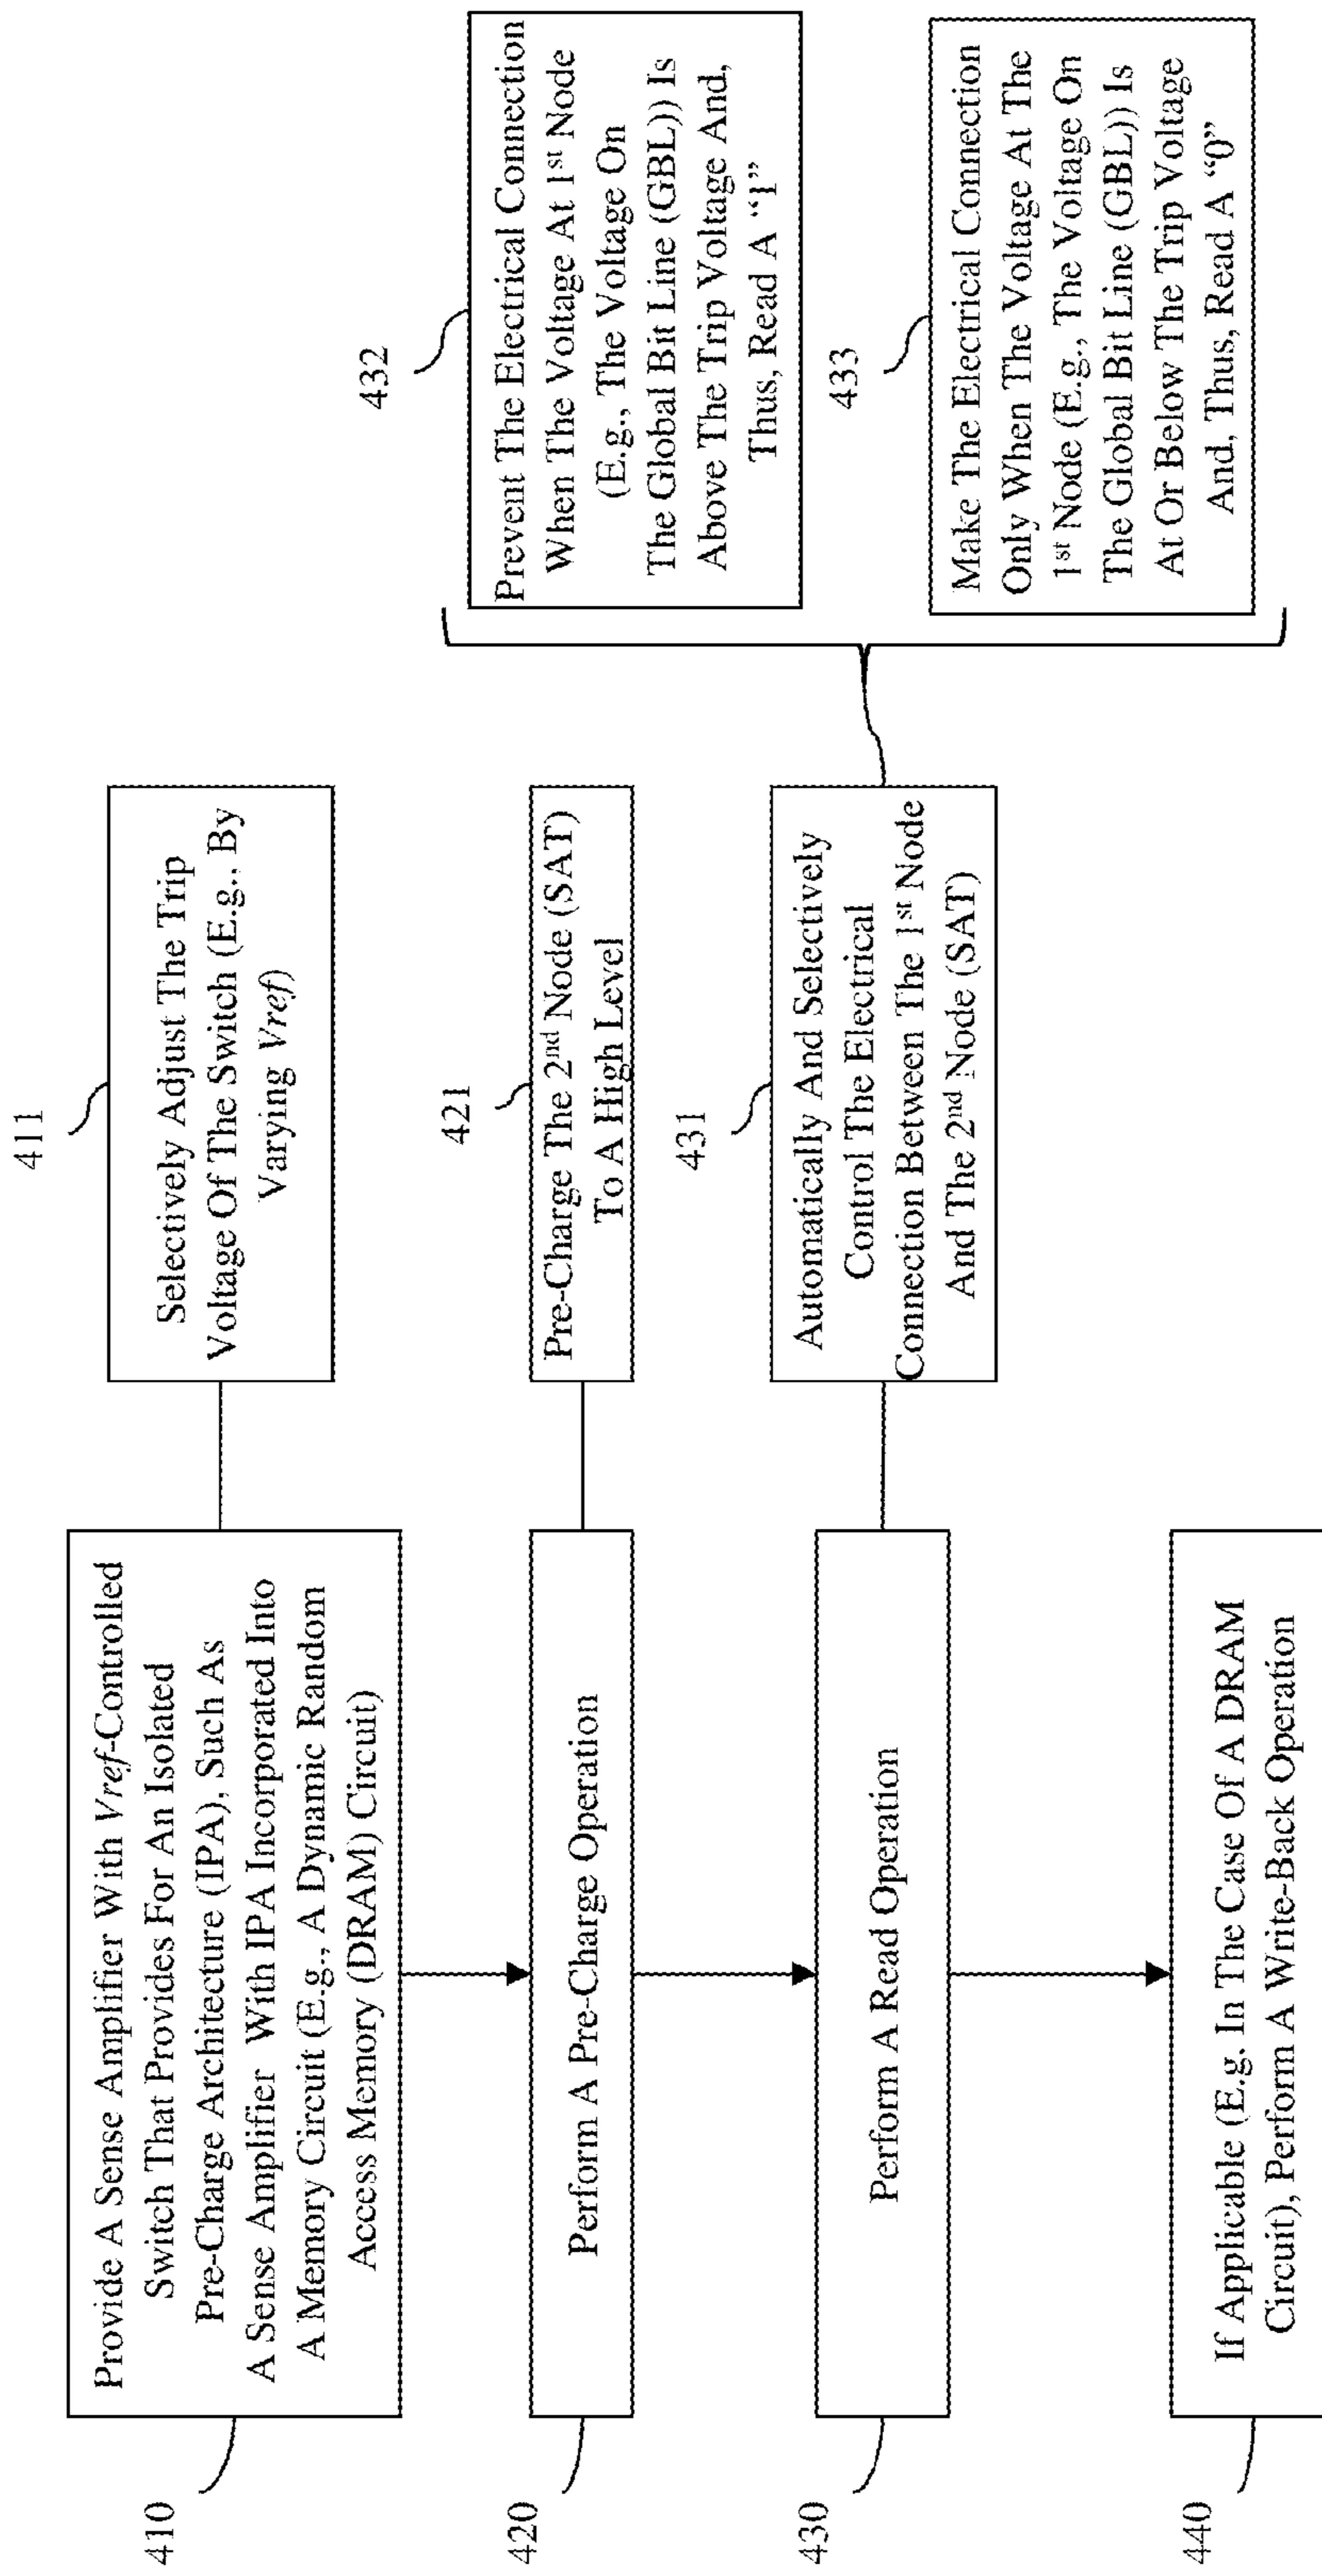 410
Provide A Sense Amplifier With Vref-Controlled
Switch That Provides For An Isolated
Pre-Charge Architecture (IPA), Such As
A Sense Amplifier With IPA Incorporated Into
A Memory Circuit (E.g., A Dynamic Random
Access Memory (DRAM) Circuit)
411
Selectively Adjust The Trip
Voltage Of The Switch (E.g., By
Varying Vref)
420
Perform A Pre-Charge Operation
421
Pre-Charge The 2nd Node (SAT)
To A High Level
430
Perform A Read Operation
431
Automatically And Selectively
Control The Electrical
Connection Between The 1st Node
And The 2nd Node (SAT)
432
Prevent The Electrical Connection
When The Voltage At 1st Node
(E.g., The Voltage On
The Global Bit Line (GBL)) Is
Above The Trip Voltage And,
Thus, Read A “1”
433
Make The Electrical Connection
Only When The Voltage At The
1st Node (E.g., The Voltage On
The Global Bit Line (GBL)) Is
At Or Below The Trip Voltage
And, Thus, Read A “0”
440
If Applicable (E.g. In The Case Of A DRAM
Circuit), Perform A Write-Back Operation